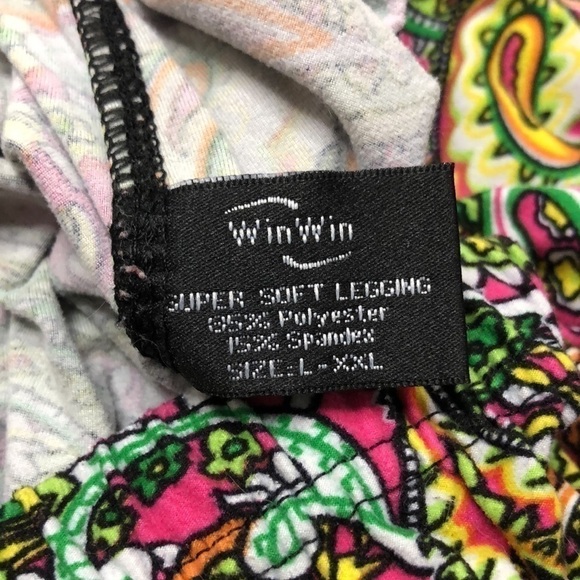 WinWin
SUPER SOFT LEGGING
85% Polyester
15% Spandex
SIZE:L-XXL